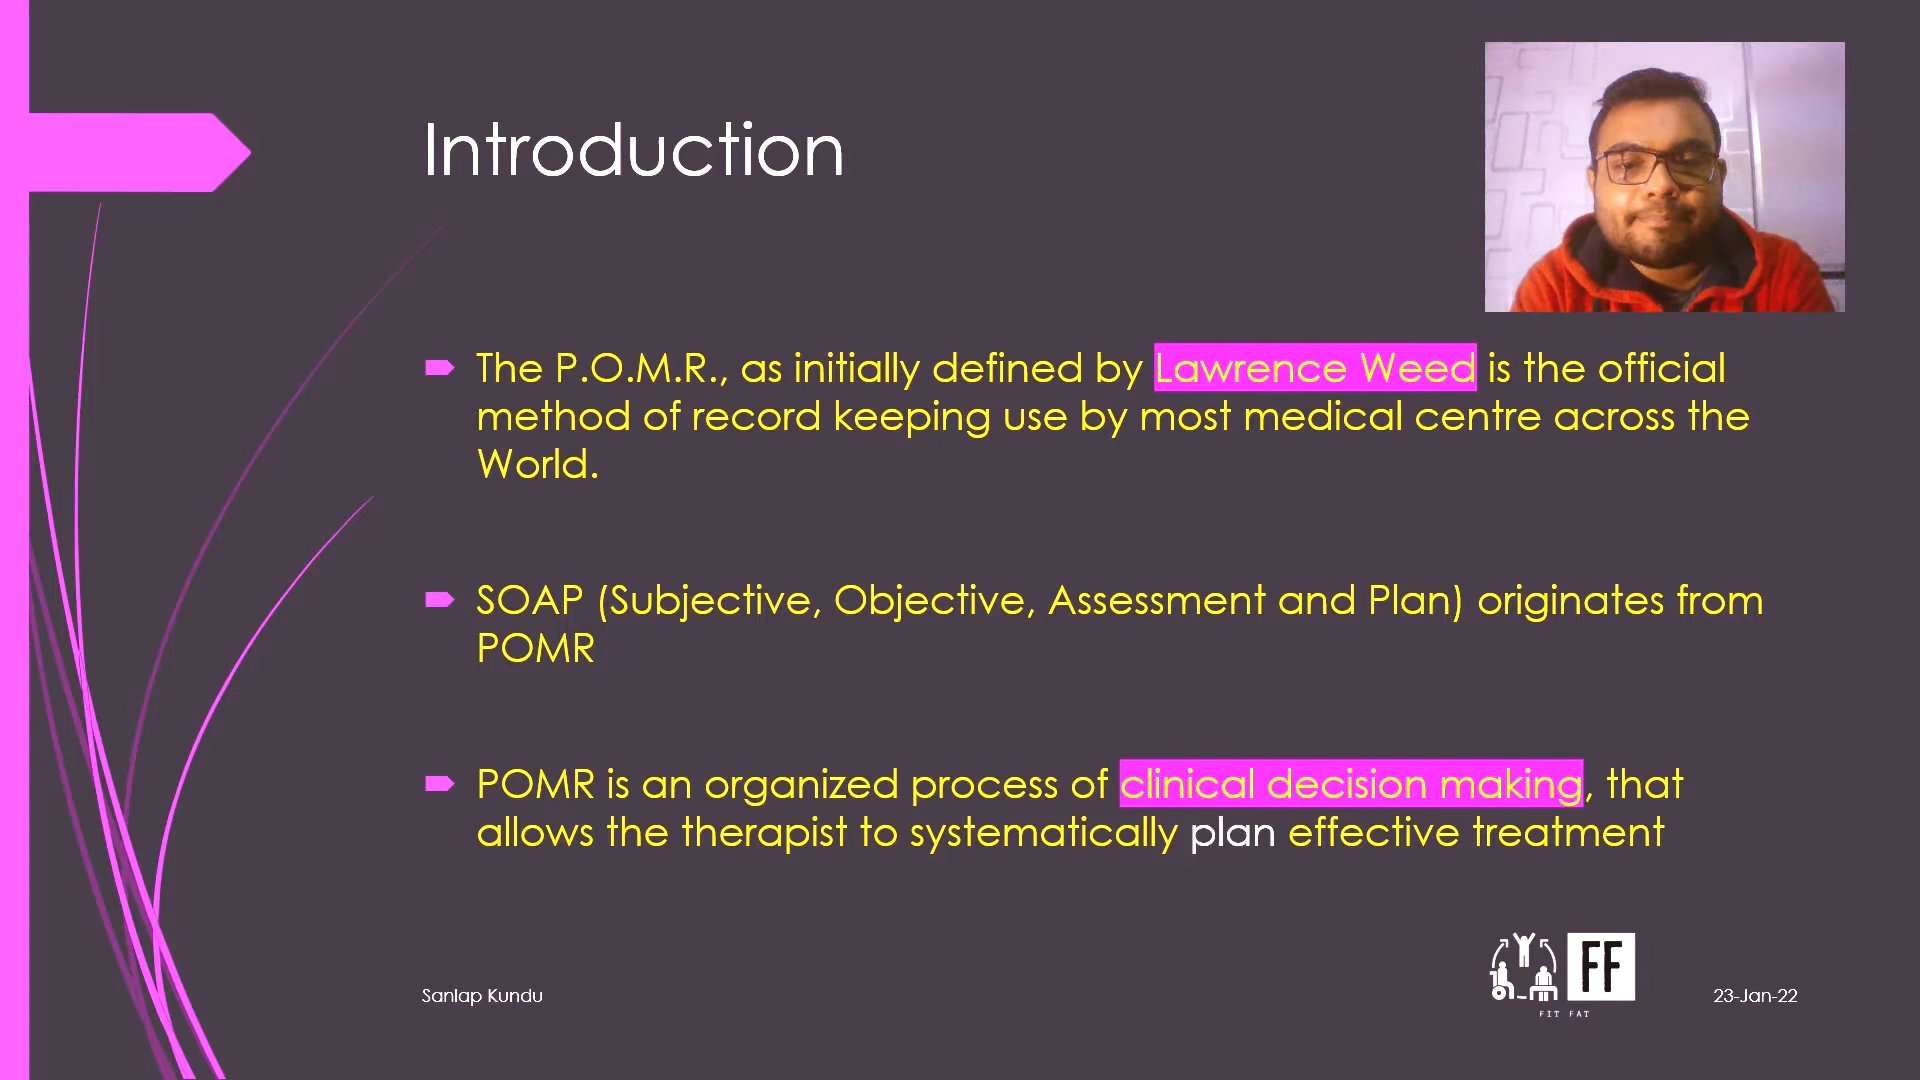 Introduction
The P.O.M.R., as initially defined by Lawrence Weed is the official
method of record keeping use by most medical centre across the
World.
SOAP (Subjective, Objective, Assessment and Plan) originates from
POMR
POMR is an organized process of clinical decision making, that
allows the therapist to systematically plan effective treatment
FF
FIT FAT
Sanlap Kundu
23-Jan-22